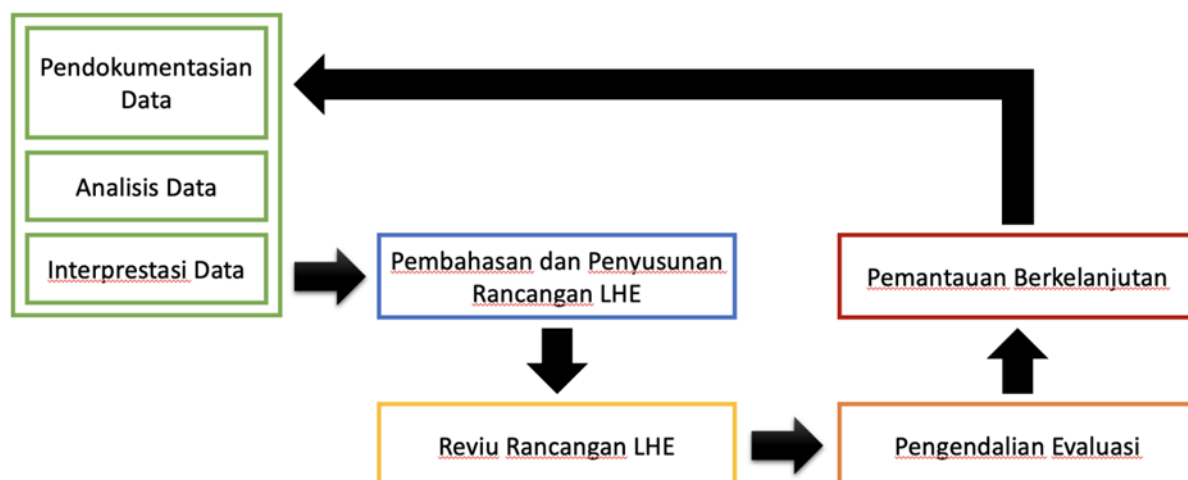 Pendokumentasian
Data
Analisis Data
Interprestasi Data
Pembahasan dan Penyusunan
Rancangan LHE
Pemantauan Berkelanjutan
Reviu Rancangan LHE
Pengendalian Evaluasi